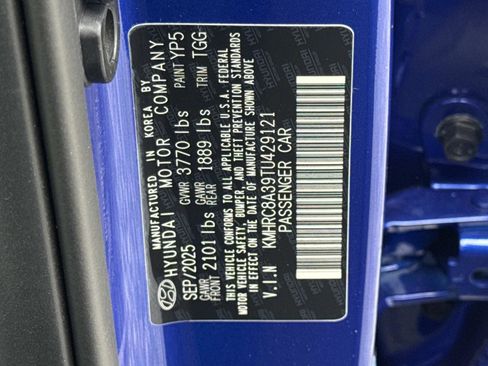 MANUFACTURED IN KOREA BY
HYUNDAI MOTOR COMPANY
SEP/2025 GVWR 3770 lbs PAINT YP5
GAWR FRONT 2101 lbs GAWR REAR 1889 lbs TRIM TGG
THIS VEHICLE CONFORMS TO ALL APPLICABLE U.S.A. FEDERAL
MOTOR VEHICLE SAFETY, BUMPER, AND THEFT PREVENTION STANDARDS
IN EFFECT ON THE DATE OF MANUFACTURE SHOWN ABOVE
V.I.N KMHRC8A39TU429121
PASSENGER CAR